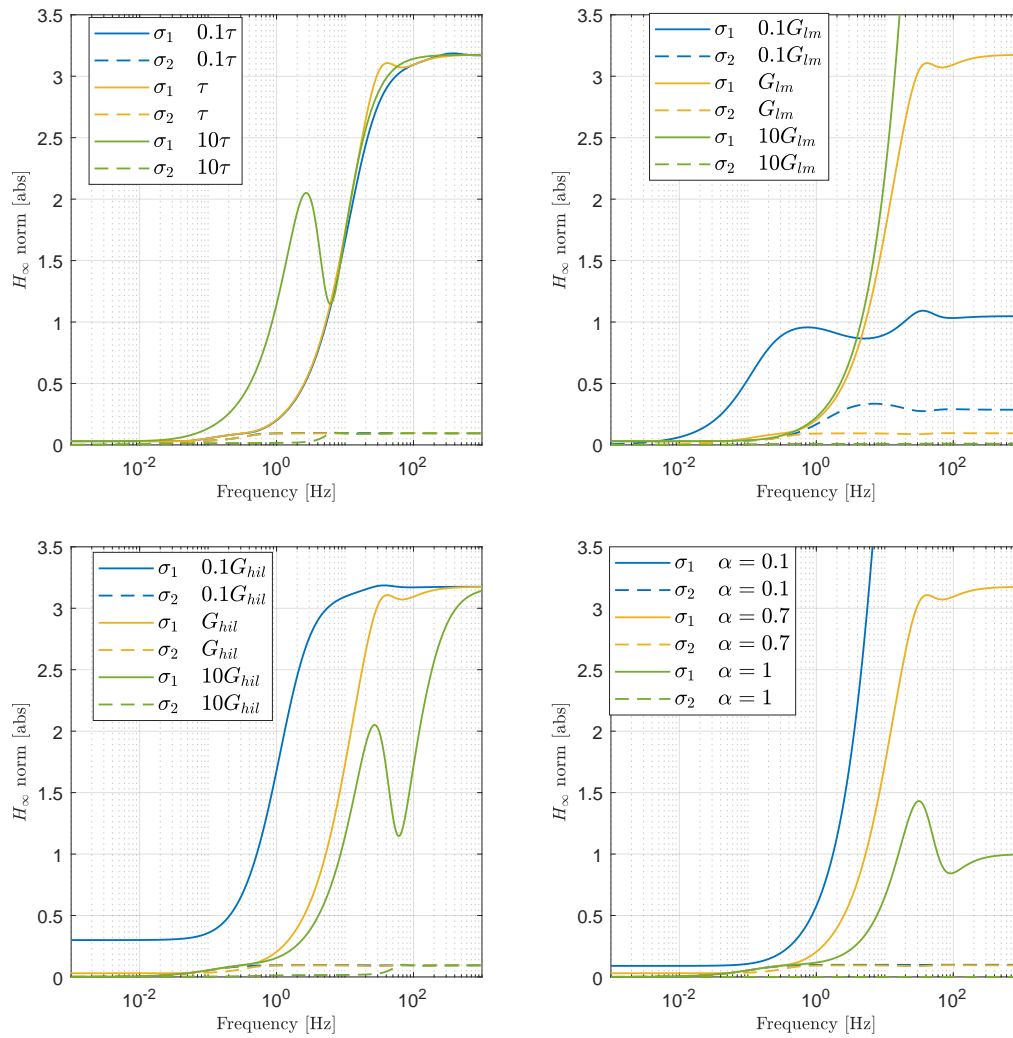 3.5
3
2.5
2
1.5
1
0.5
0
H∞ norm [abs]
σ1 0.1τ
σ2 0.1τ
σ1 τ
σ2 τ
σ1 10τ
σ2 10τ
10^-2 10^0 10^2
Frequency [Hz]
3.5
3
2.5
2
1.5
1
0.5
0
H∞ norm [abs]
σ1 0.1G_lm
σ2 0.1G_lm
σ1 G_lm
σ2 G_lm
σ1 10G_lm
σ2 10G_lm
10^-2 10^0 10^2
Frequency [Hz]
3.5
3
2.5
2
1.5
1
0.5
0
H∞ norm [abs]
σ1 0.1G_hil
σ2 0.1G_hil
σ1 G_hil
σ2 G_hil
σ1 10G_hil
σ2 10G_hil
10^-2 10^0 10^2
Frequency [Hz]
3.5
3
2.5
2
1.5
1
0.5
0
H∞ norm [abs]
σ1 α = 0.1
σ2 α = 0.1
σ1 α = 0.7
σ2 α = 0.7
σ1 α = 1
σ2 α = 1
10^-2 10^0 10^2
Frequency [Hz]